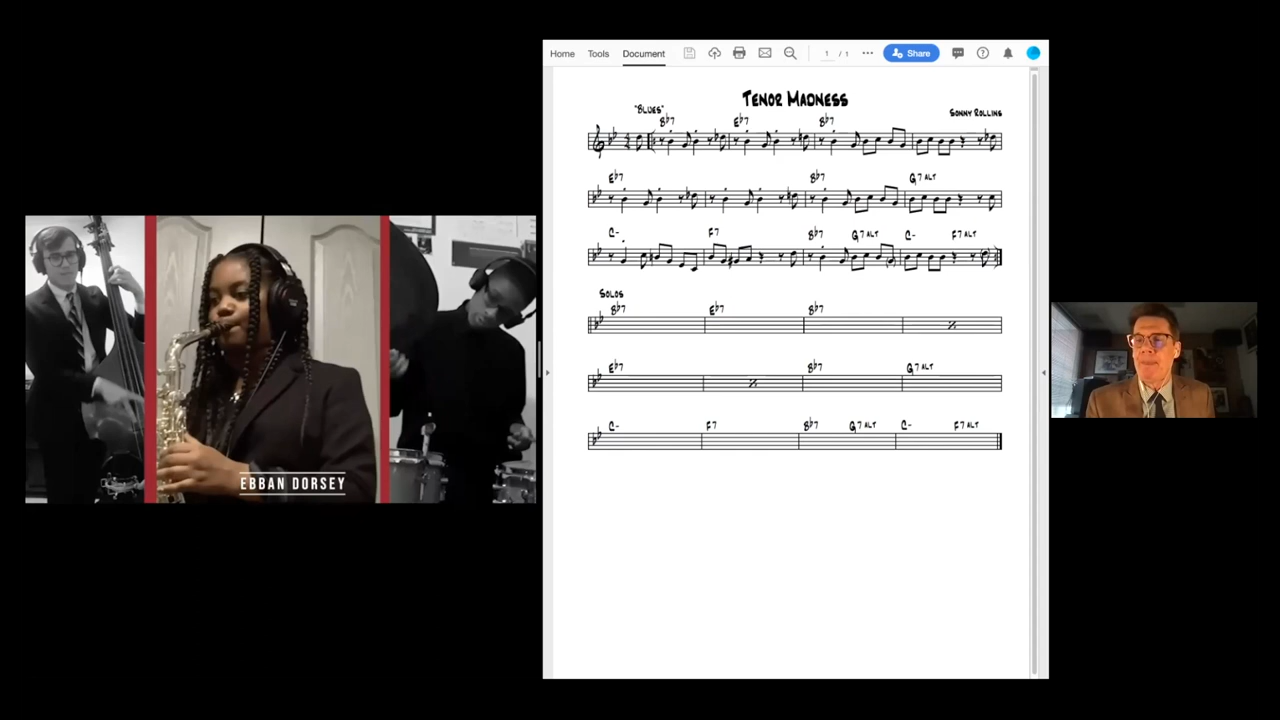 Home Tools Document 1 / 1 Share
TENOR MADNESS
"BLUES" SONNY ROLLINS
B♭7 E♭7 B♭7
E♭7 B♭7 G7 ALT
C- F7 B♭7 G7 ALT C- F7 ALT
SOLOS
B♭7 E♭7 B♭7
E♭7 B♭7 G7 ALT
C- F7 B♭7 G7 ALT C- F7 ALT
EBBAN DORSEY